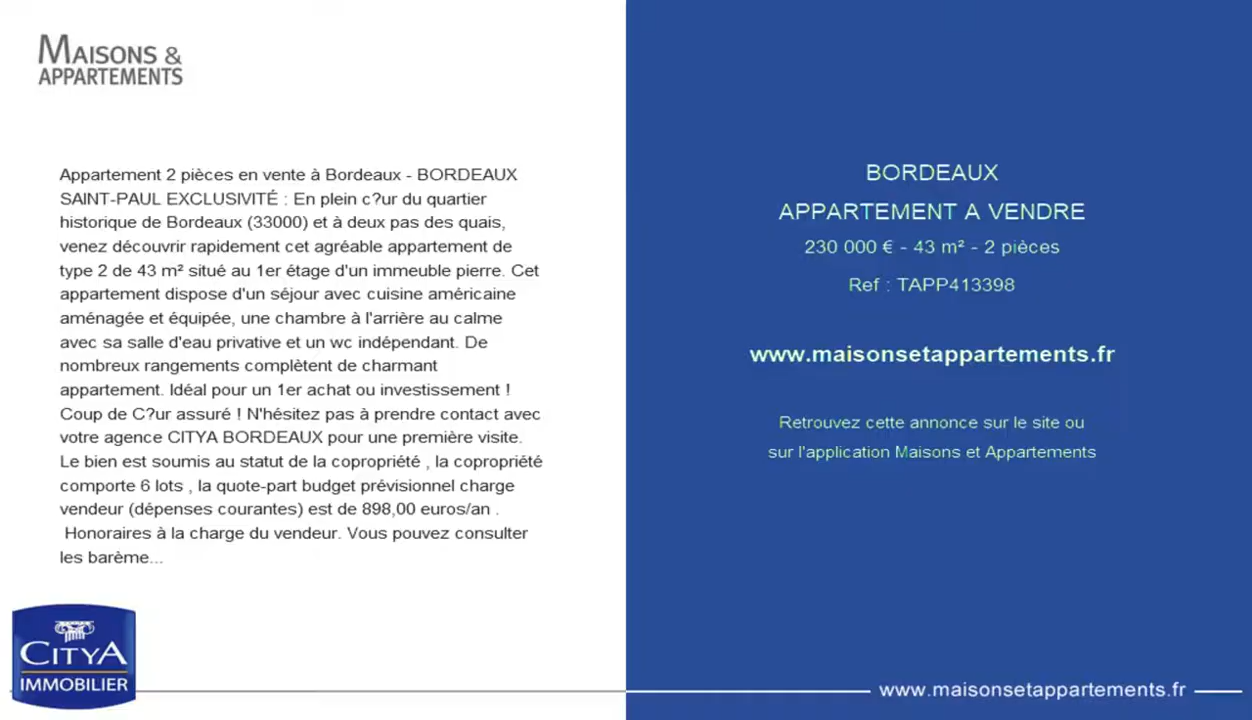 MAISONS &
APPARTEMENTS
Appartement 2 pièces en vente à Bordeaux - BORDEAUX
SAINT-PAUL EXCLUSIVITÉ : En plein c?ur du quartier
historique de Bordeaux (33000) et à deux pas des quais,
venez découvrir rapidement cet agréable appartement de
type 2 de 43 m² situé au 1er étage d'un immeuble pierre. Cet
appartement dispose d'un séjour avec cuisine américaine
aménagée et équipée, une chambre à l'arrière au calme
avec sa salle d'eau privative et un wc indépendant. De
nombreux rangements complètent de charmant
appartement. Idéal pour un 1er achat ou investissement !
Coup de C?ur assuré ! N'hésitez pas à prendre contact avec
votre agence CITYA BORDEAUX pour une première visite.
Le bien est soumis au statut de la copropriété , la copropriété
comporte 6 lots , la quote-part budget prévisionnel charge
vendeur (dépenses courantes) est de 898,00 euros/an .
Honoraires à la charge du vendeur. Vous pouvez consulter
les barème...
BORDEAUX
APPARTEMENT A VENDRE
230 000 € - 43 m² - 2 pièces
Ref : TAPP413398
www.maisonsetappartements.fr
Retrouvez cette annonce sur le site ou
sur l'application Maisons et Appartements
CITYA
IMMOBILIER
www.maisonsetappartements.fr